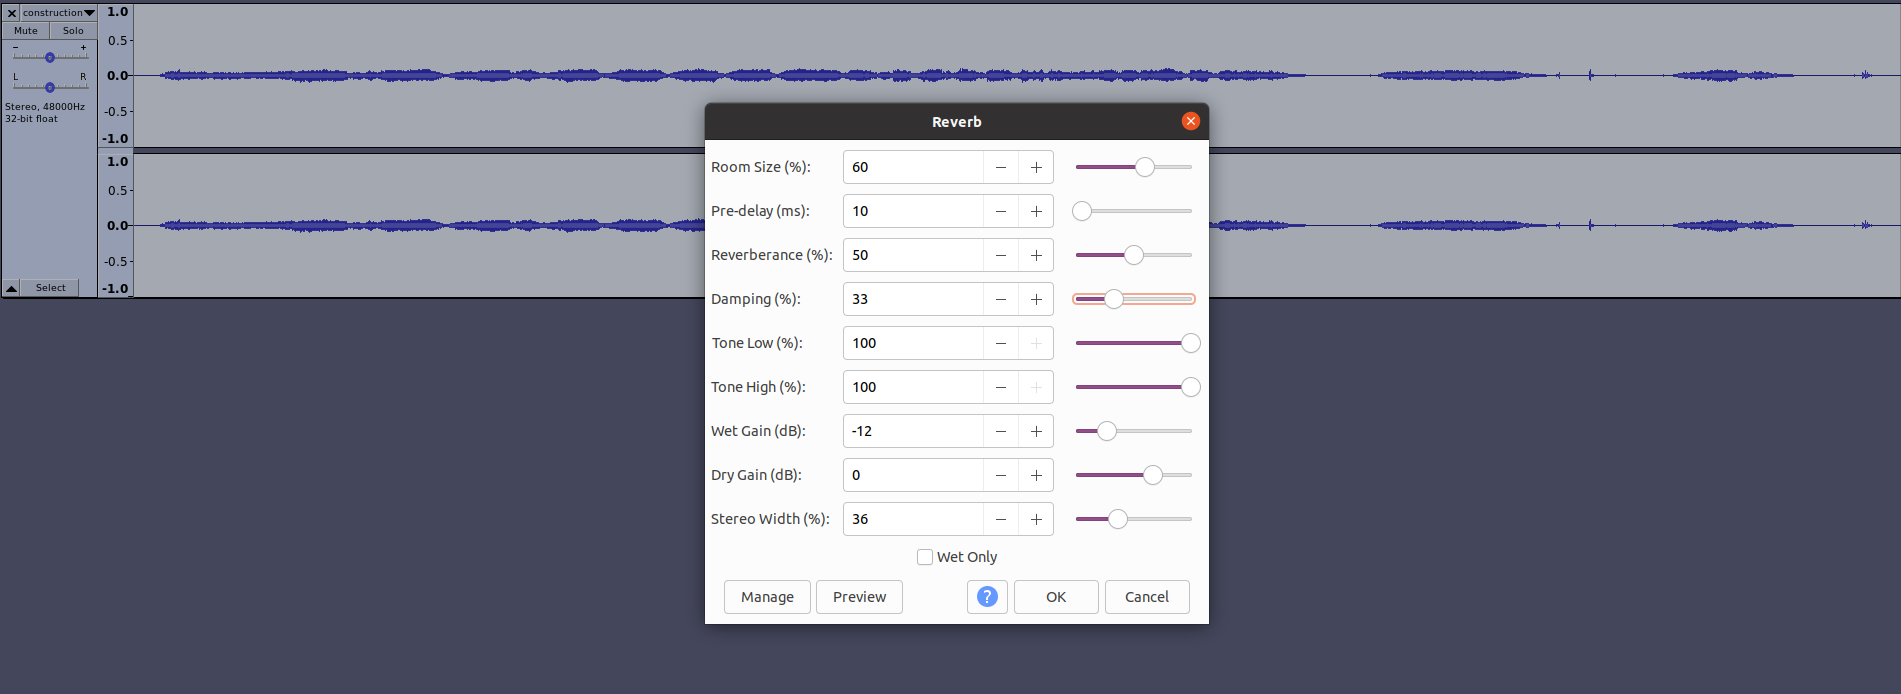 construction
Mute Solo
- +
L R
Stereo, 48000Hz
32-bit float
Select
1.0
0.5
0.0
-0.5
-1.0
1.0
0.5
0.0
-0.5
-1.0
Reverb
Room Size (%): 60
Pre-delay (ms): 10
Reverberance (%): 50
Damping (%): 33
Tone Low (%): 100
Tone High (%): 100
Wet Gain (dB): -12
Dry Gain (dB): 0
Stereo Width (%): 36
Wet Only
Manage Preview ? OK Cancel